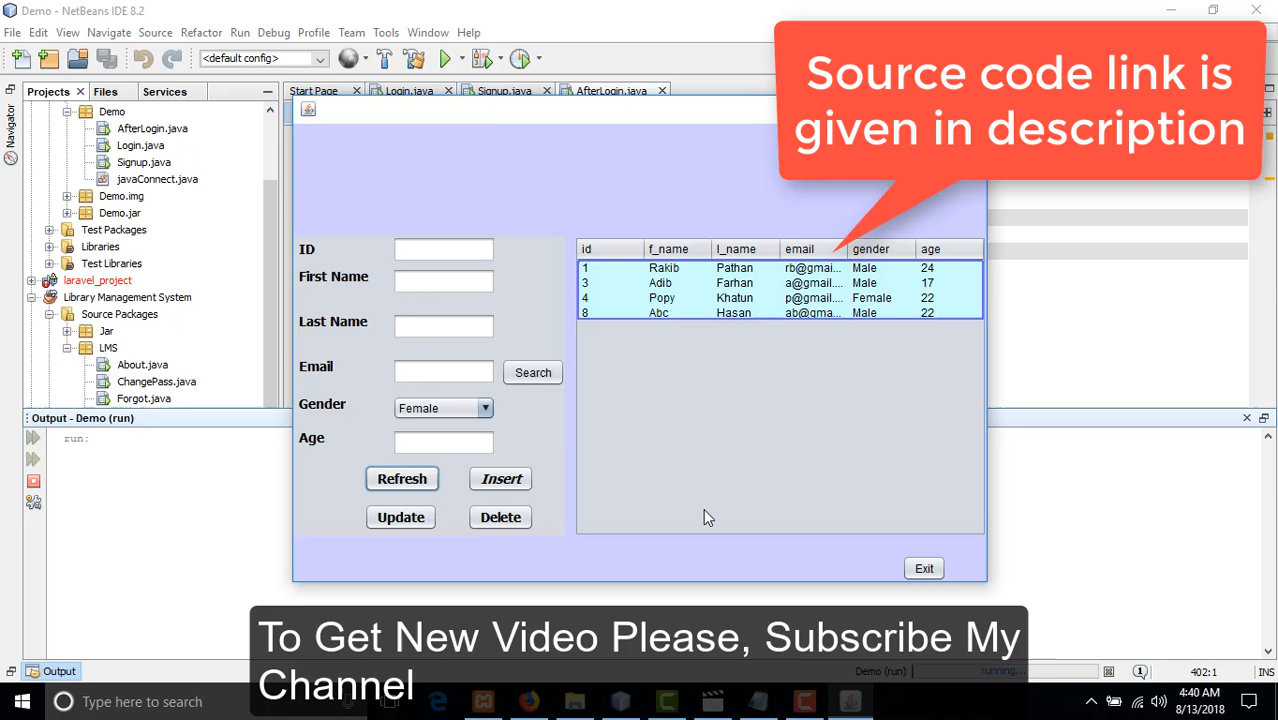 Demo - NetBeans IDE 8.2
File Edit View Navigate Source Refactor Run Debug Profile Team Tools Window Help
<default config>
Projects Files Services
Start Page Login.java Signup.java AfterLogin.java
Source code link is
given in description
Navigator
Demo
AfterLogin.java
Login.java
Signup.java
javaConnect.java
Demo.img
Demo.jar
Test Packages
Libraries
Test Libraries
laravel_project
Library Management System
Source Packages
Jar
LMS
About.java
ChangePass.java
Forgot.java
ID
First Name
Last Name
Email
Search
Gender
Female
Age
Refresh Insert
Update Delete
id f_name l_name email gender age
1 Rakib Pathan rb@gmai... Male 24
3 Adib Farhan a@gmail.... Male 17
4 Popy Khatun p@gmail.... Female 22
8 Abc Hasan ab@gma... Male 22
Exit
Output - Demo (run)
run:
To Get New Video Please, Subscribe My
Channel
Output
Demo (run) running... 402:1 INS
Type here to search
4:40 AM
8/13/2018